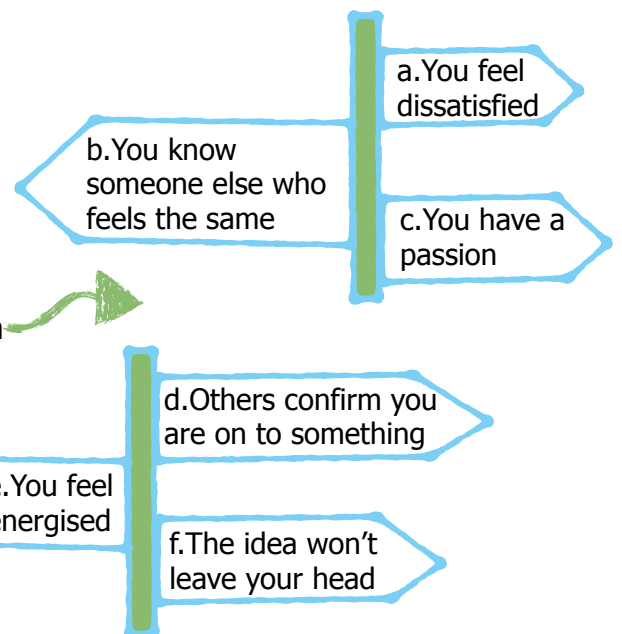 a.You feel
dissatisfied
b.You know
someone else who
feels the same
c.You have a
passion
d.Others confirm you
are on to something
e.You feel
energised
f.The idea won’t
leave your head